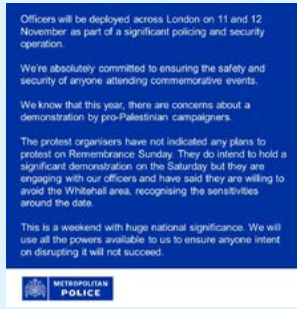 Officers will be deployed across London on 11 and 12
November as part of a significant policing and security
operation.
We're absolutely committed to ensuring the safety and
security of anyone attending commemorative events.
We know that this year, there are concerns about a
demonstration by pro-Palestinian campaigners.
The protest organisers have not indicated any plans to
protest on Remembrance Sunday. They do intend to hold a
significant demonstration on the Saturday but they are
engaging with our officers and have said they are willing to
avoid the Whitehall area, recognising the sensitivities
around the date.
This is a weekend with huge national significance. We will
use all the powers available to us to ensure anyone intent
on disrupting it will not succeed.
METROPOLITAN
POLICE